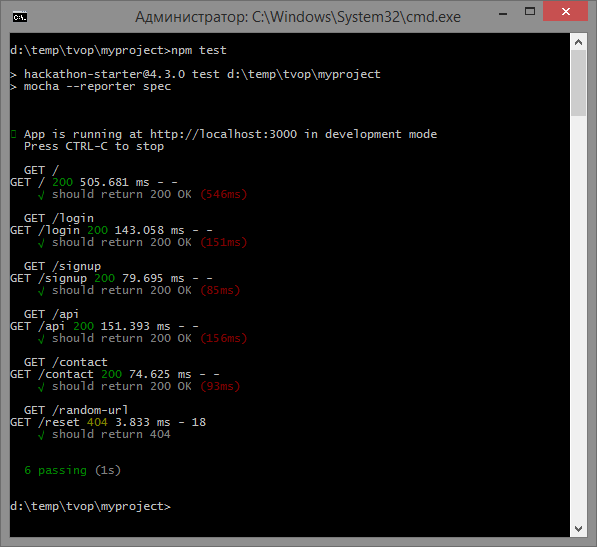 Администратор: C:\Windows\System32\cmd.exe
d:\temp\tvop\myproject>npm test
> hackathon-starter@4.3.0 test d:\temp\tvop\myproject
> mocha --reporter spec
App is running at http://localhost:3000 in development mode
Press CTRL-C to stop
GET /
GET / 200 505.681 ms - -
√ should return 200 OK (546ms)
GET /login
GET /login 200 143.058 ms - -
√ should return 200 OK (151ms)
GET /signup
GET /signup 200 79.695 ms - -
√ should return 200 OK (85ms)
GET /api
GET /api 200 151.393 ms - -
√ should return 200 OK (156ms)
GET /contact
GET /contact 200 74.625 ms - -
√ should return 200 OK (93ms)
GET /random-url
GET /reset 404 3.833 ms - 18
√ should return 404
6 passing (1s)
d:\temp\tvop\myproject>